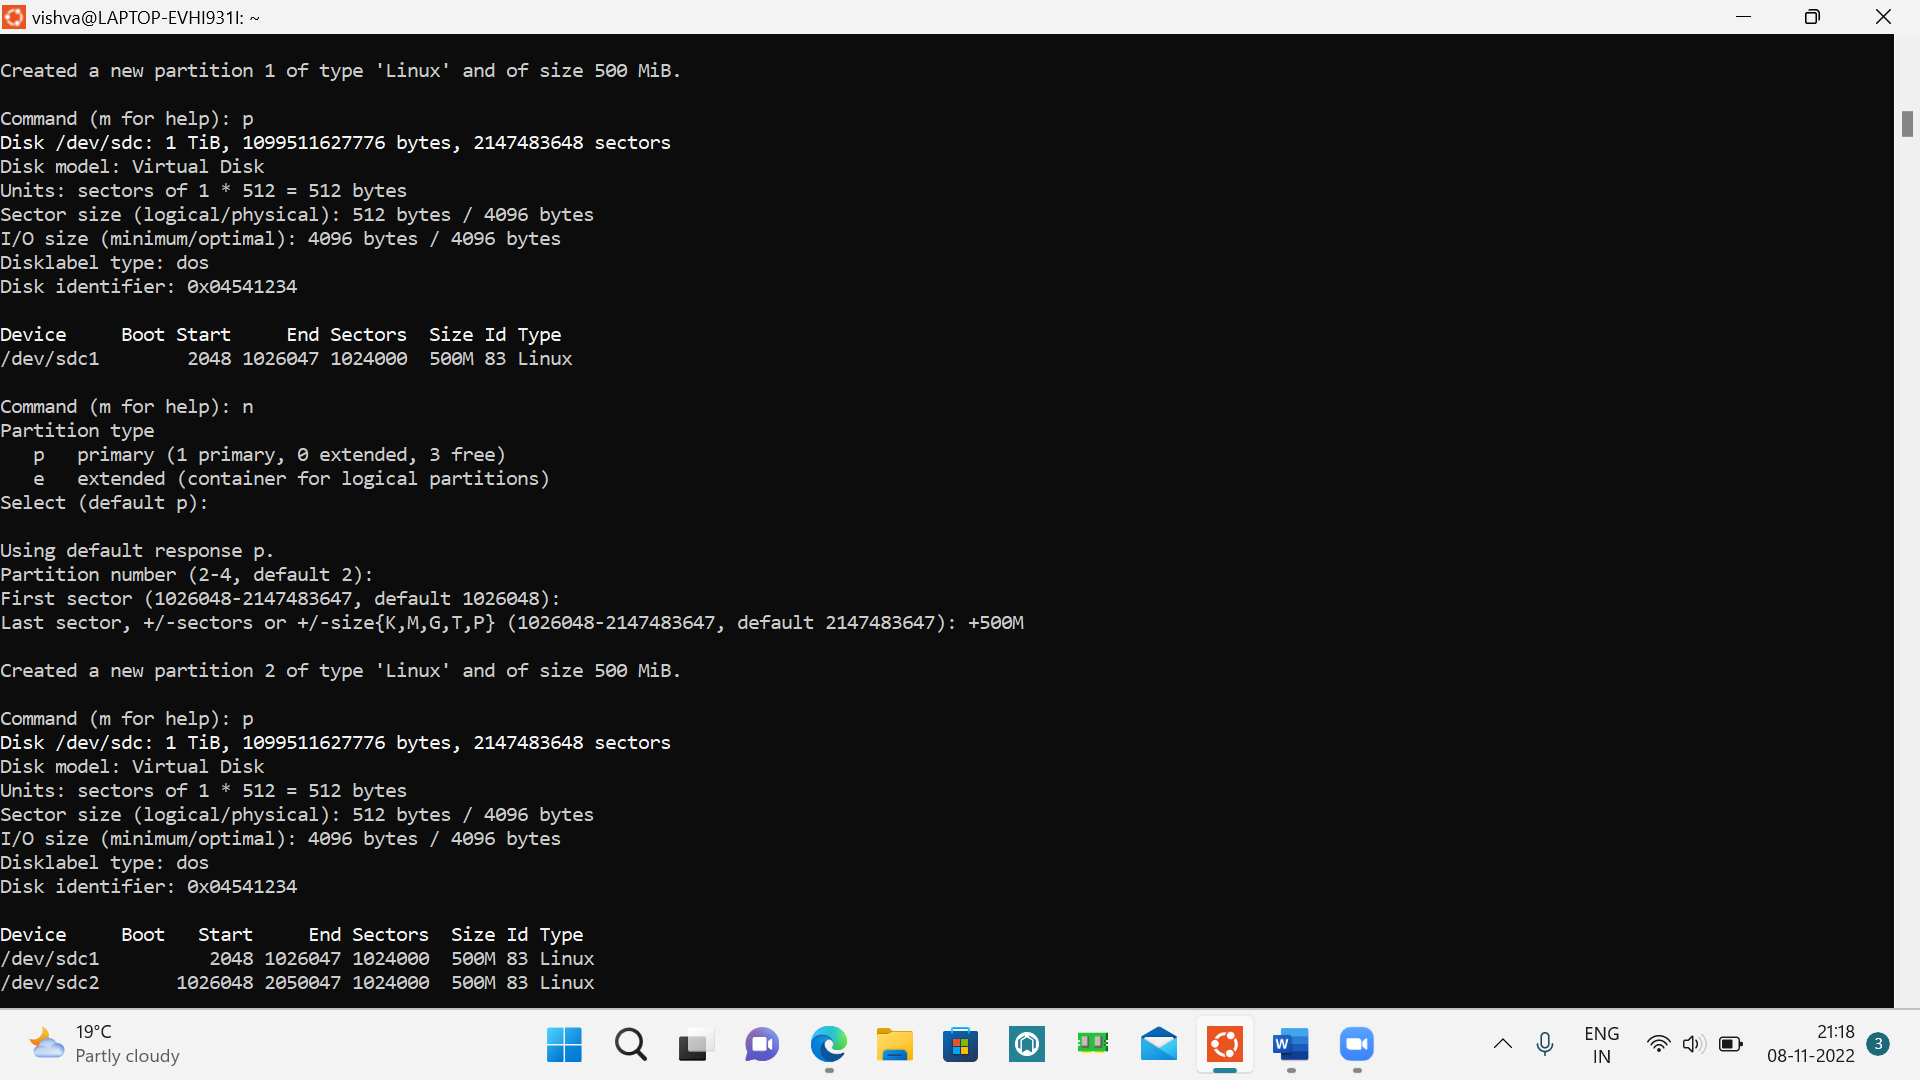 vishva@LAPTOP-EVHI931I: ~
Created a new partition 1 of type 'Linux' and of size 500 MiB.
Command (m for help): p
Disk /dev/sdc: 1 TiB, 1099511627776 bytes, 2147483648 sectors
Disk model: Virtual Disk
Units: sectors of 1 * 512 = 512 bytes
Sector size (logical/physical): 512 bytes / 4096 bytes
I/O size (minimum/optimal): 4096 bytes / 4096 bytes
Disklabel type: dos
Disk identifier: 0x04541234
Device     Boot Start     End Sectors  Size Id Type
/dev/sdc1        2048 1026047 1024000  500M 83 Linux
Command (m for help): n
Partition type
   p   primary (1 primary, 0 extended, 3 free)
   e   extended (container for logical partitions)
Select (default p):
Using default response p.
Partition number (2-4, default 2):
First sector (1026048-2147483647, default 1026048):
Last sector, +/-sectors or +/-size{K,M,G,T,P} (1026048-2147483647, default 2147483647): +500M
Created a new partition 2 of type 'Linux' and of size 500 MiB.
Command (m for help): p
Disk /dev/sdc: 1 TiB, 1099511627776 bytes, 2147483648 sectors
Disk model: Virtual Disk
Units: sectors of 1 * 512 = 512 bytes
Sector size (logical/physical): 512 bytes / 4096 bytes
I/O size (minimum/optimal): 4096 bytes / 4096 bytes
Disklabel type: dos
Disk identifier: 0x04541234
Device     Boot   Start     End Sectors  Size Id Type
/dev/sdc1          2048 1026047 1024000  500M 83 Linux
/dev/sdc2       1026048 2050047 1024000  500M 83 Linux
19°C
Partly cloudy
W
ENG
IN
21:18
08-11-2022
3